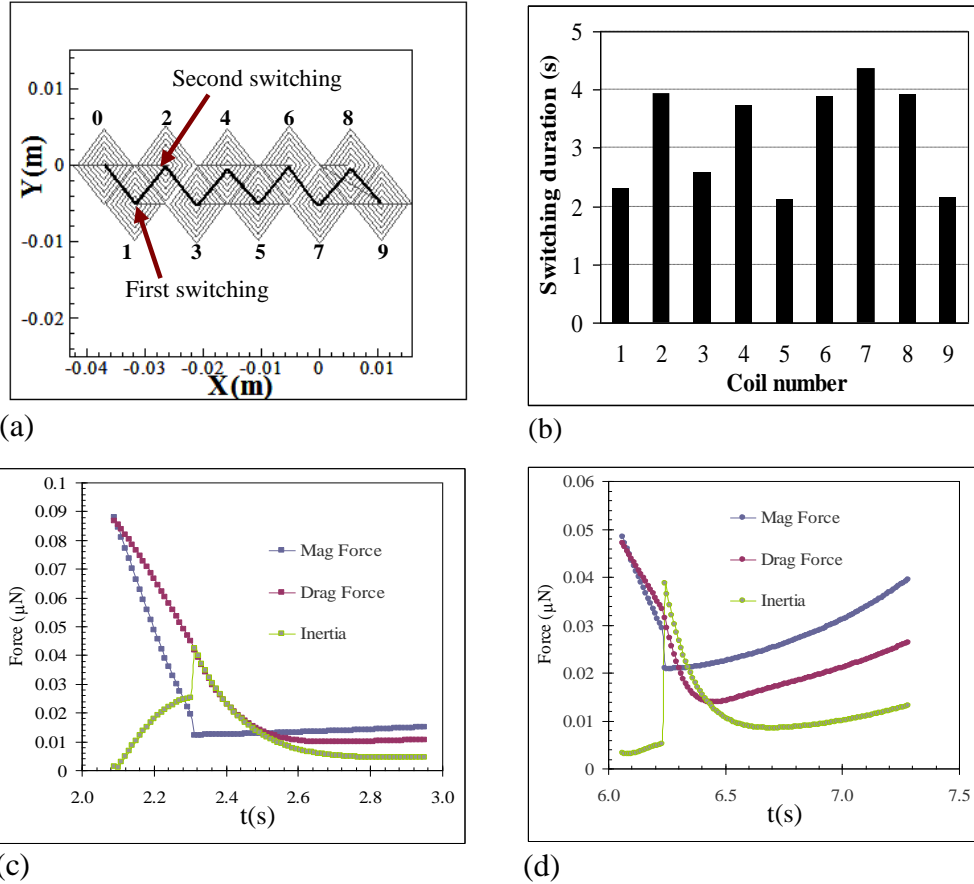 Second switching
0.01
0
-0.01
-0.02
Y(m)
0 2 4 6 8
1 3 5 7 9
First switching
-0.04 -0.03 -0.02 -0.01 0 0.01
X(m)
(a)
5
4
3
2
1
0
Switching duration (s)
1 2 3 4 5 6 7 8 9
Coil number
(b)
0.1
0.09
0.08
0.07
0.06
0.05
0.04
0.03
0.02
0.01
0
Force (µN)
Mag Force
Drag Force
Inertia
2.0 2.2 2.4 2.6 2.8 3.0
t(s)
(c)
0.06
0.05
0.04
0.03
0.02
0.01
0
Force (µN)
Mag Force
Drag Force
Inertia
6.0 6.5 7.0 7.5
t(s)
(d)